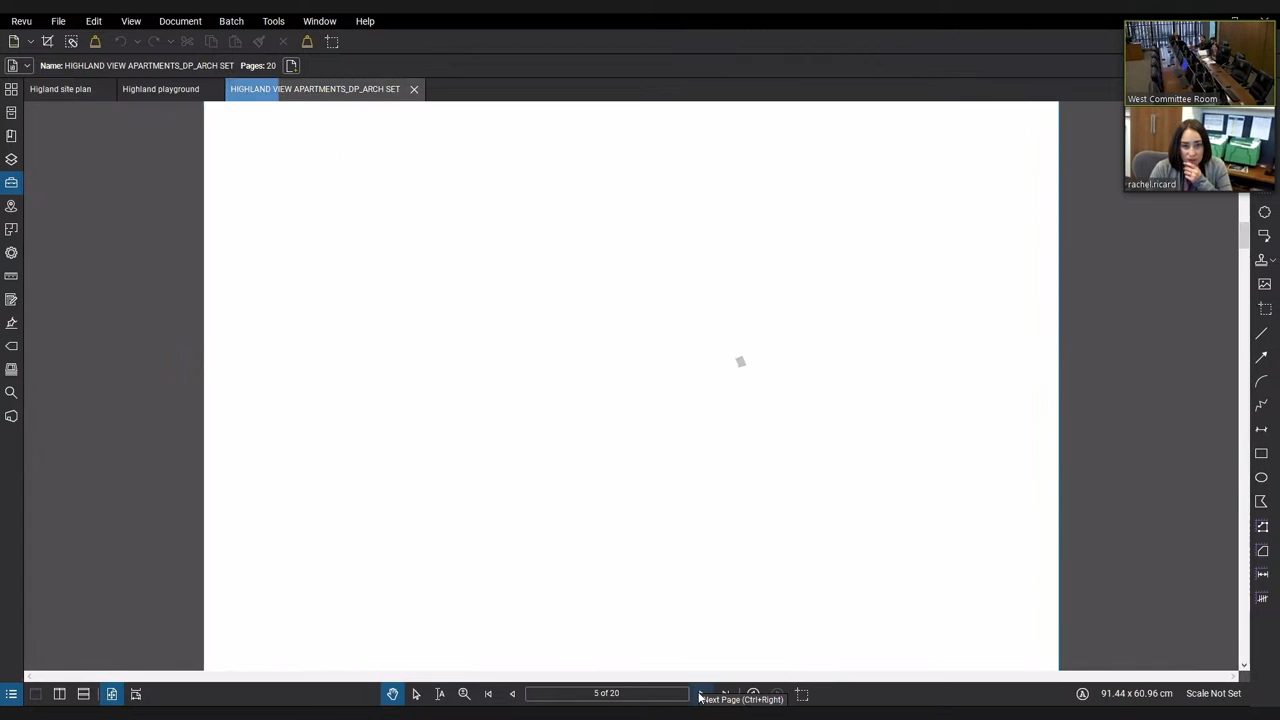 Revu File Edit View Document Batch Tools Window Help
Name: HIGHLAND VIEW APARTMENTS_DP_ARCH SET Pages: 20
Higland site plan Highland playground HIGHLAND VIEW APARTMENTS_DP_ARCH SET
West Committee Room
rachel.ricard
5 of 20
Next Page (Ctrl+Right)
91.44 x 60.96 cm Scale Not Set